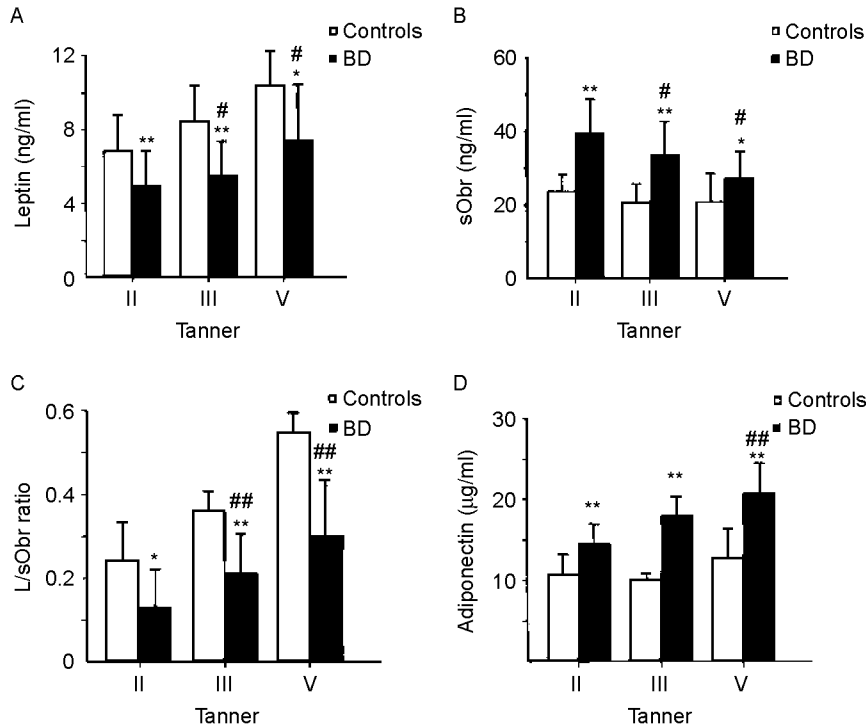 A
Controls
BD
Leptin (ng/ml)
12
8
4
0
**
#
**
#
*
II
III
V
Tanner
B
Controls
BD
sObr (ng/ml)
60
40
20
0
**
#
**
#
*
II
III
V
Tanner
C
Controls
BD
L/sObr ratio
0.6
0.4
0.2
0
*
##
**
##
**
II
III
V
Tanner
D
Controls
BD
Adiponectin (µg/ml)
30
20
10
**
**
##
**
II
III
V
Tanner